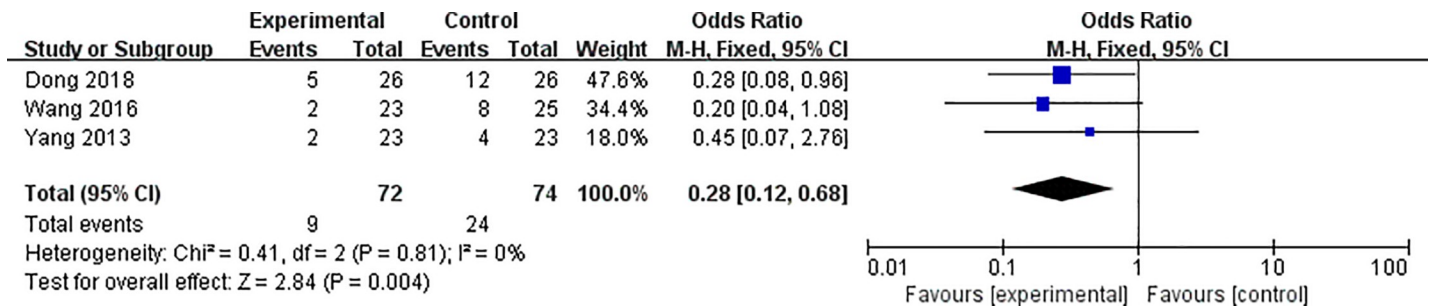 Experimental Control Odds Ratio Odds Ratio
Study or Subgroup Events Total Events Total Weight M-H, Fixed, 95% CI M-H, Fixed, 95% CI
Dong 2018 5 26 12 26 47.6% 0.28 [0.08, 0.96]
Wang 2016 2 23 8 25 34.4% 0.20 [0.04, 1.08]
Yang 2013 2 23 4 23 18.0% 0.45 [0.07, 2.76]
Total (95% CI) 72 74 100.0% 0.28 [0.12, 0.68]
Total events 9 24
Heterogeneity: Chi² = 0.41, df = 2 (P = 0.81); I² = 0%
Test for overall effect: Z = 2.84 (P = 0.004)
0.01 0.1 1 10 100
Favours [experimental] Favours [control]